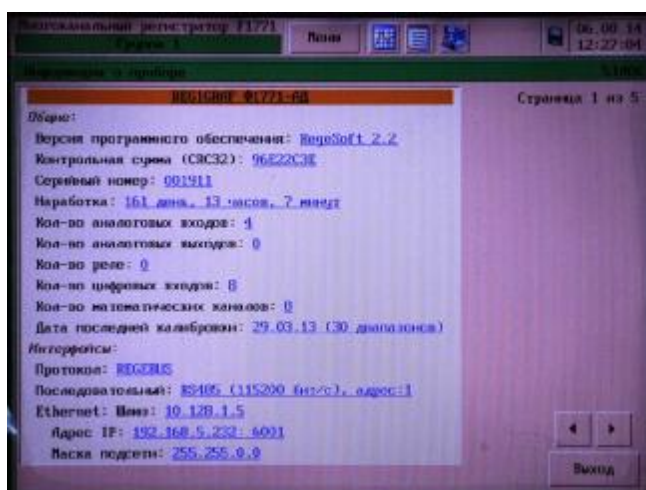 Многоканальный регистратор F1771
Группа 1
Меню
06.00.14
12:27:04
Информация о приборе
REGIGRAF Ф1771-АД
Страница 1 из 5
Общие:
Версия программного обеспечения: RegoSoft 2.2
Контрольная сумма (CRC32): 96E22C3E
Серийный номер: 001911
Наработка: 161 день, 13 часов, 7 минут
Кол-во аналоговых входов: 4
Кол-во аналоговых выходов: 0
Кол-во реле: 0
Кол-во цифровых входов: 8
Кол-во математических каналов: 8
Дата последней калибровки: 29.03.13 (30 диапазонов)
Интерфейсы:
Протокол: REGEBUS
Последовательный: RS485 (115200 бит/с), адрес:1
Ethernet: Шлюз: 10.128.1.5
Адрес IP: 192.168.5.232: 6001
Маска подсети: 255.255.0.0
Выход